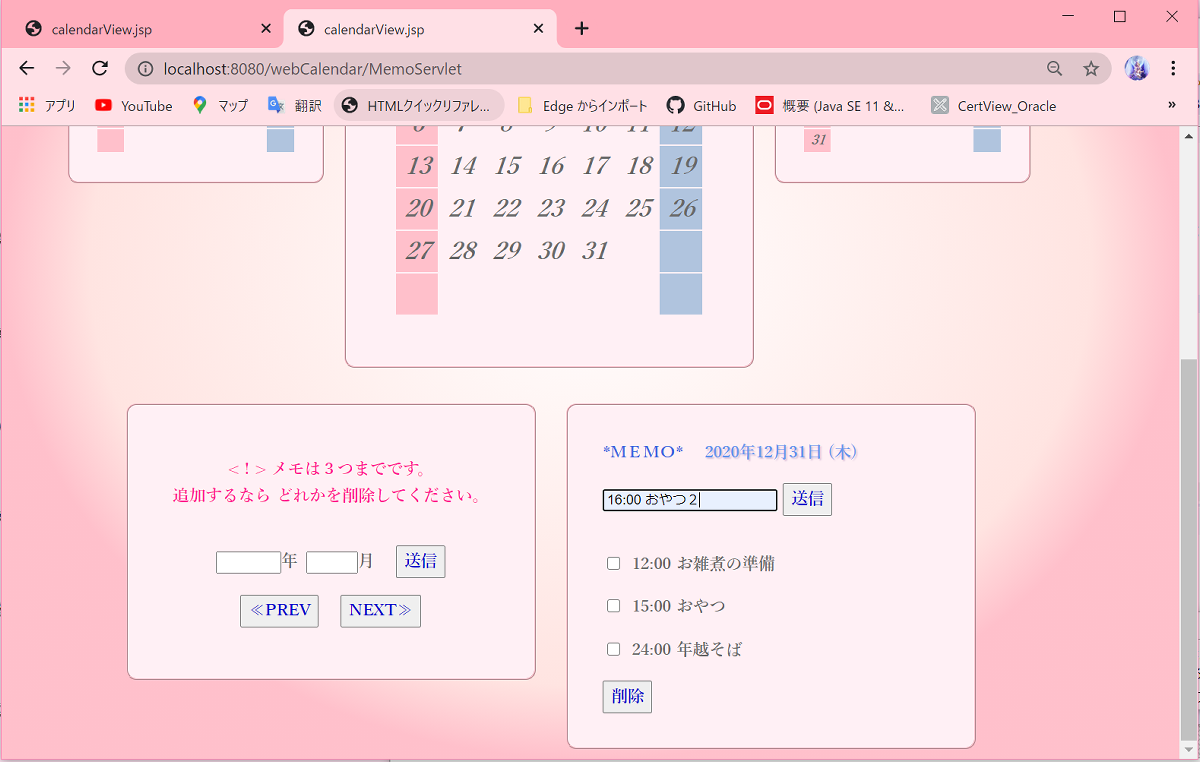 calendarView.jsp
calendarView.jsp
localhost:8080/webCalendar/MemoServlet
アプリ YouTube マップ 翻訳 HTMLクイックリファレ... Edge からインポート GitHub 概要 (Java SE 11 &... CertView_Oracle »
6 7 8 9 10 11 12
31
13 14 15 16 17 18 19
20 21 22 23 24 25 26
27 28 29 30 31
<！> メモは３つまでです。
追加するなら どれかを削除してください。
年 月 送信
≪PREV NEXT≫
*MEMO* 2020年12月31日 (木)
16:00 おやつ２ 送信
12:00 お雑煮の準備
15:00 おやつ
24:00 年越そば
削除